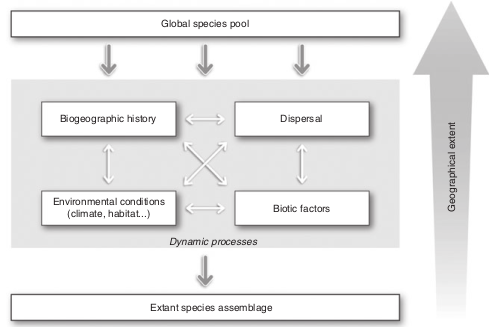 Global species pool
Biogeographic history
Dispersal
Environmental conditions
(climate, habitat...)
Biotic factors
Dynamic processes
Extant species assemblage
Geographical extent